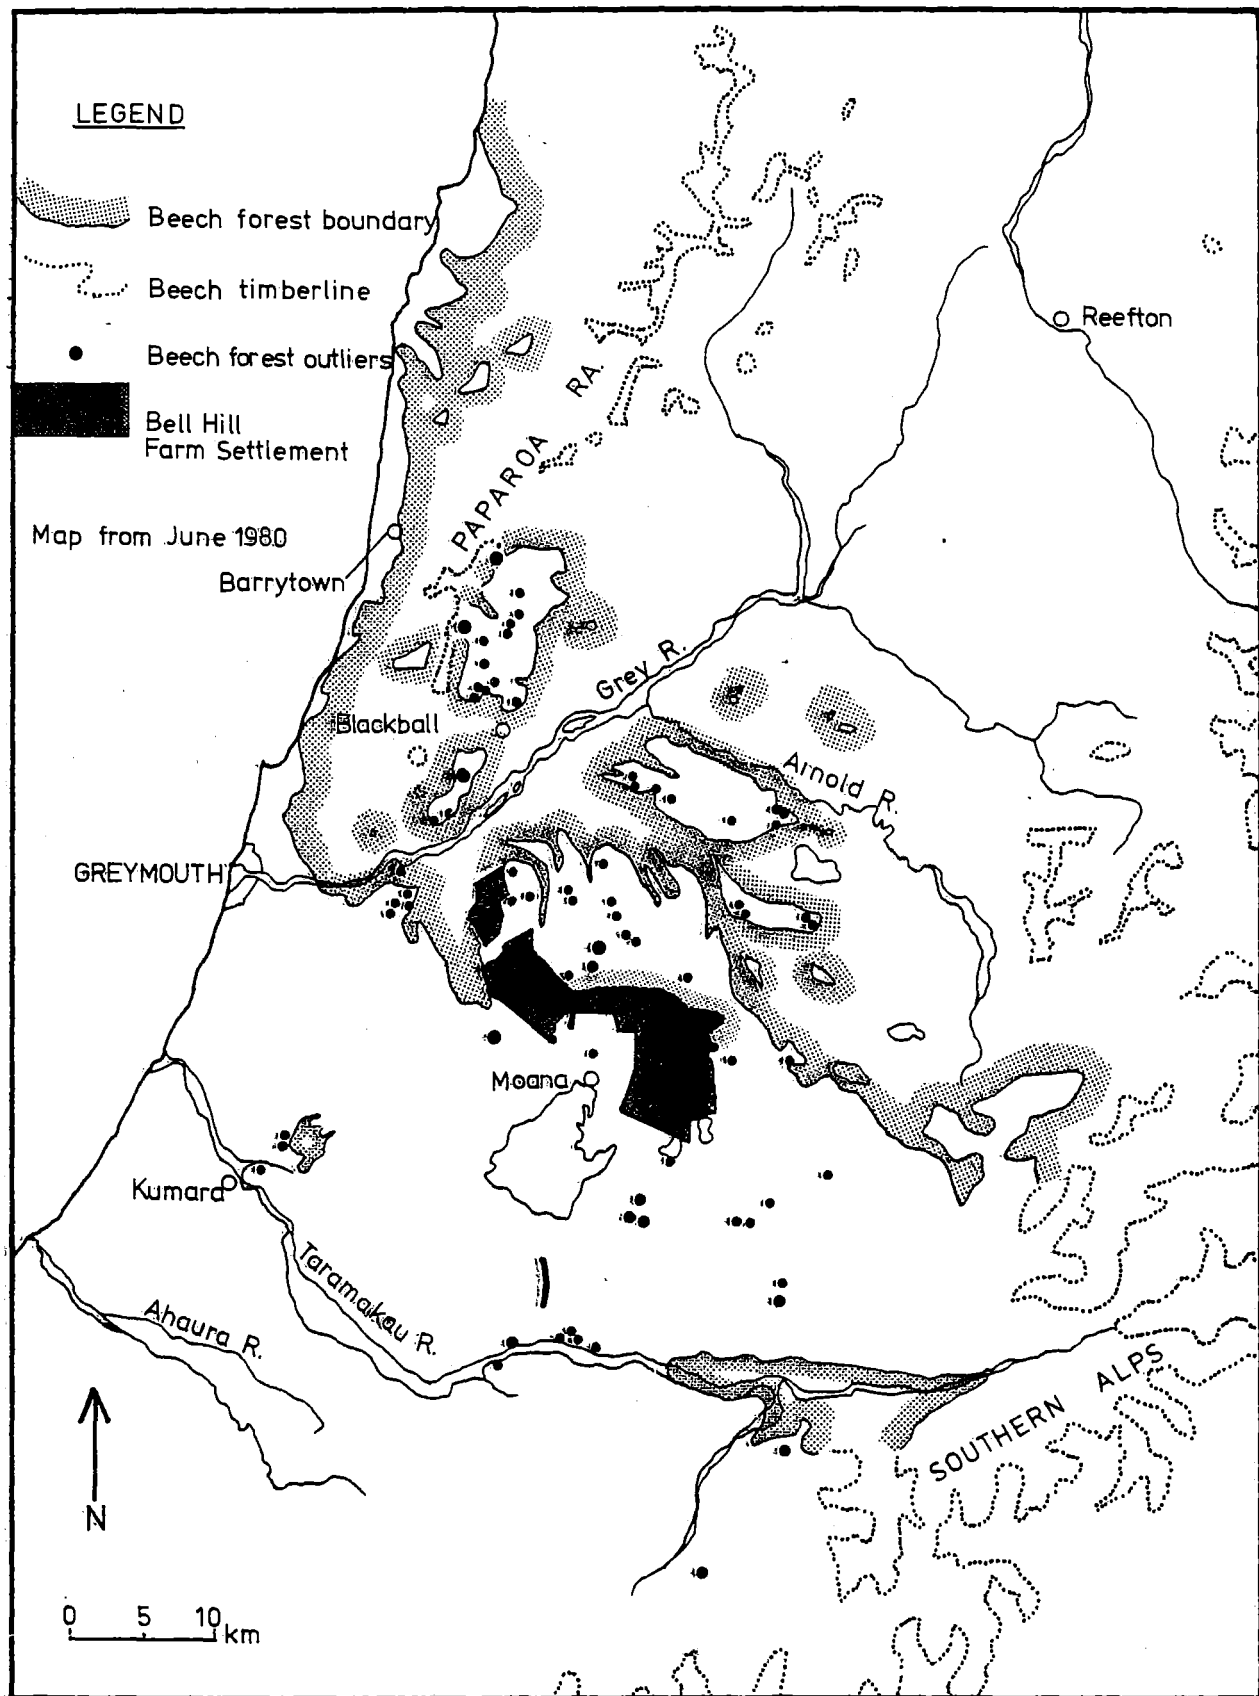 LEGEND
Beech forest boundary
Beech timberline
Beech forest outliers
Bell Hill
Farm Settlement
Map from June 1980
Barrytown
PAPAROA RA.
Reefton
Grey R.
Blackball
Arnold R.
GREYMOUTH
Moana
Kumara
Taramakau R.
Ahaura R.
SOUTHERN ALPS
N
0 5 10 km